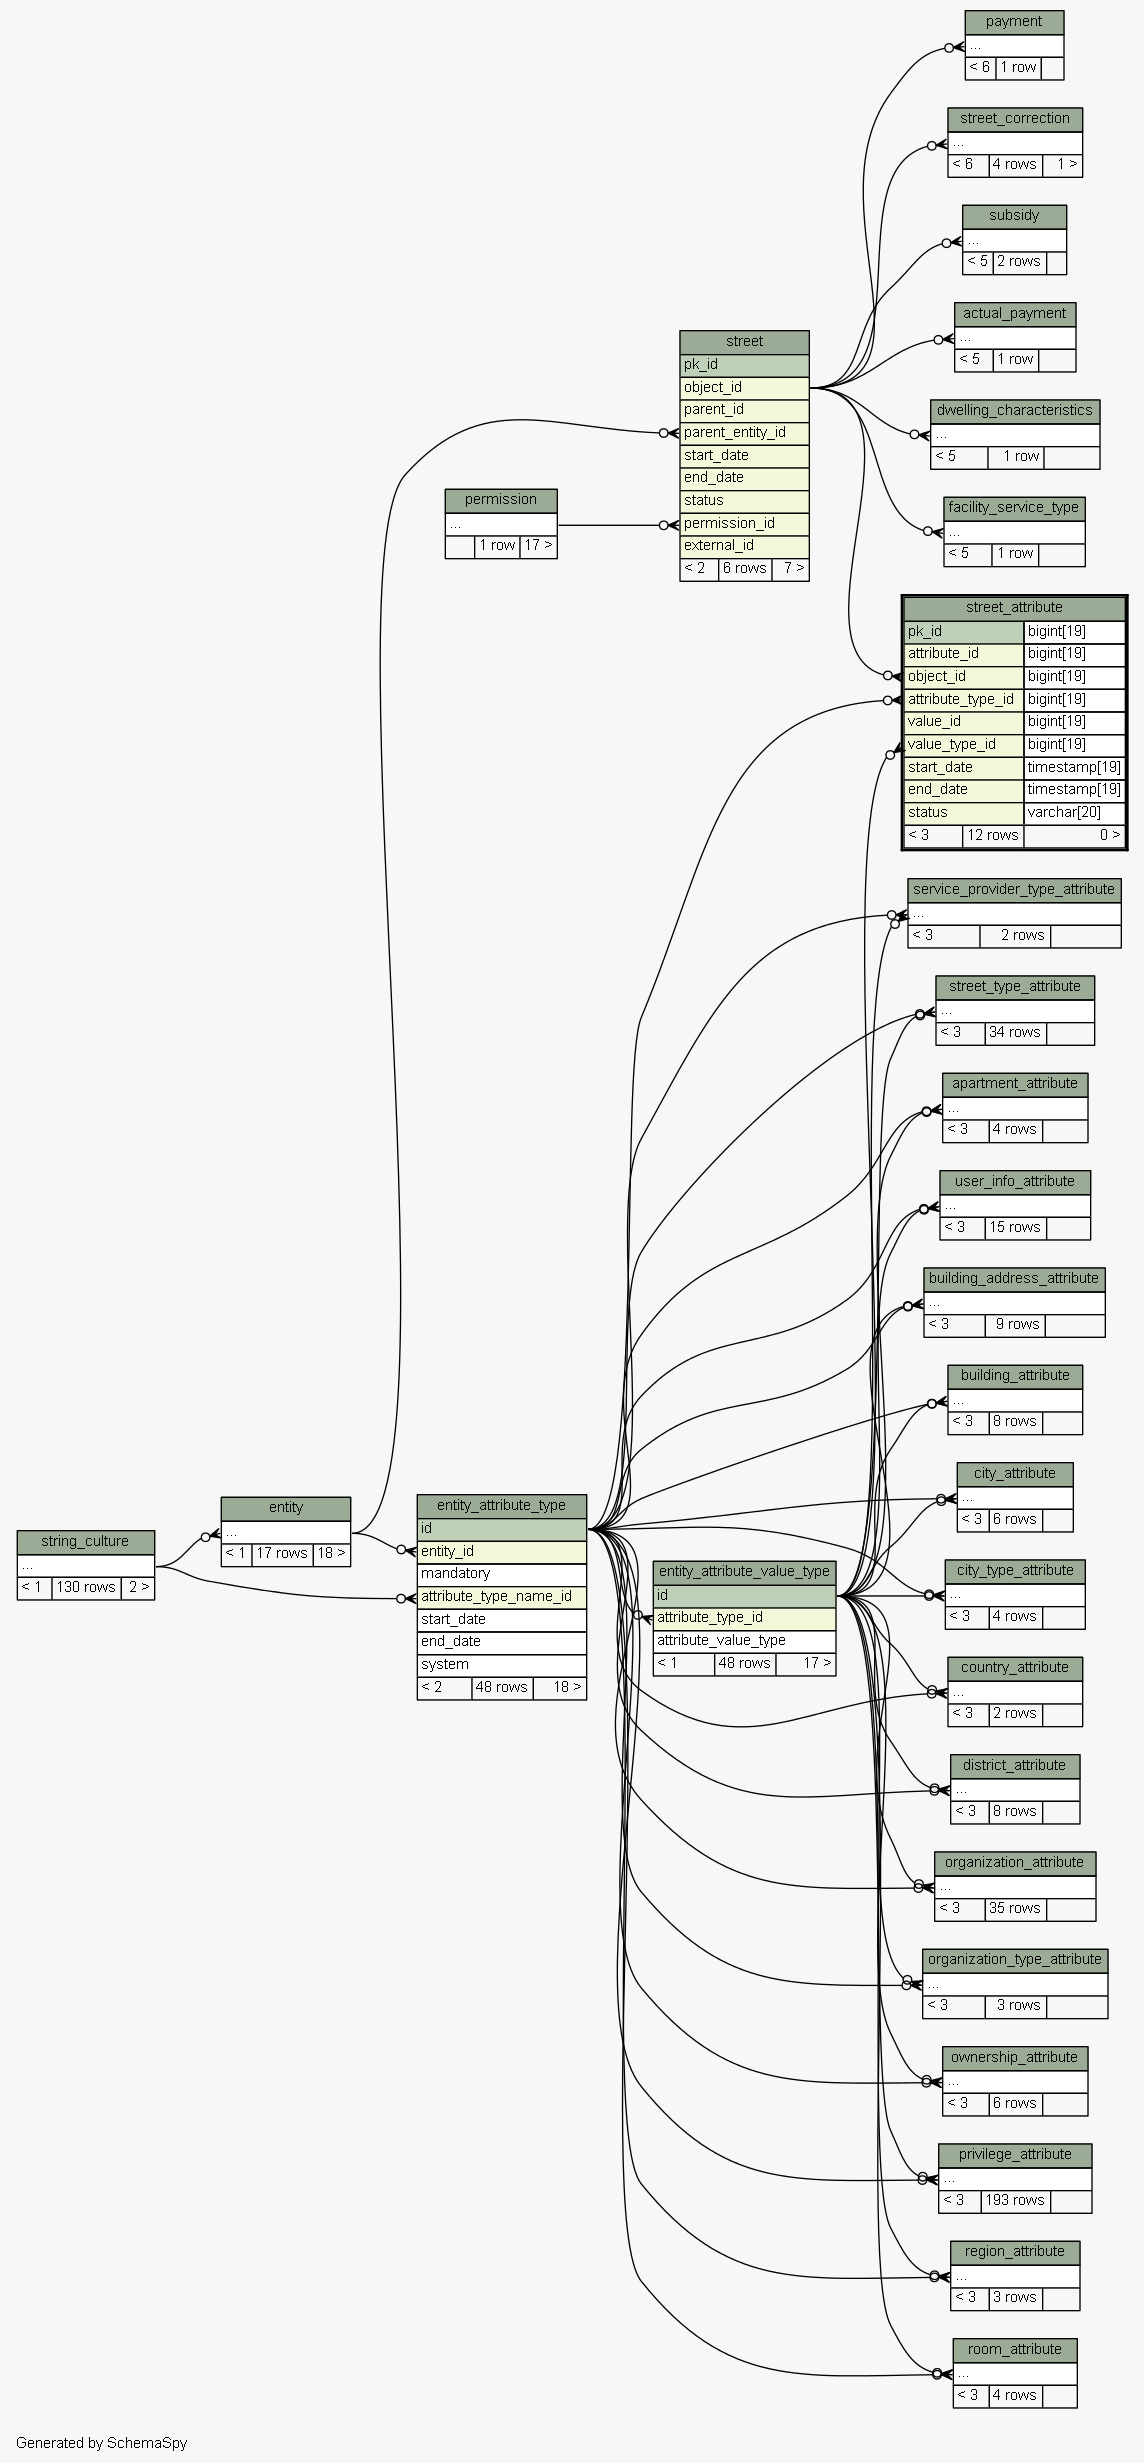 payment
...
< 6 1 row
street_correction
...
< 6 4 rows 1 >
subsidy
...
< 5 2 rows
actual_payment
...
< 5 1 row
dwelling_characteristics
...
< 5 1 row
facility_service_type
...
< 5 1 row
street
pk_id
object_id
parent_id
parent_entity_id
start_date
end_date
status
permission_id
external_id
< 2 6 rows 7 >
permission
...
1 row 17 >
street_attribute
pk_id bigint[19]
attribute_id bigint[19]
object_id bigint[19]
attribute_type_id bigint[19]
value_id bigint[19]
value_type_id bigint[19]
start_date timestamp[19]
end_date timestamp[19]
status varchar[20]
< 3 12 rows 0 >
service_provider_type_attribute
...
< 3 2 rows
street_type_attribute
...
< 3 34 rows
apartment_attribute
...
< 3 4 rows
user_info_attribute
...
< 3 15 rows
building_address_attribute
...
< 3 9 rows
building_attribute
...
< 3 8 rows
city_attribute
...
< 3 6 rows
city_type_attribute
...
< 3 4 rows
country_attribute
...
< 3 2 rows
district_attribute
...
< 3 8 rows
organization_attribute
...
< 3 35 rows
organization_type_attribute
...
< 3 3 rows
ownership_attribute
...
< 3 6 rows
privilege_attribute
...
< 3 193 rows
region_attribute
...
< 3 3 rows
room_attribute
...
< 3 4 rows
string_culture
...
< 1 130 rows 2 >
entity
...
< 1 17 rows 18 >
entity_attribute_type
id
entity_id
mandatory
attribute_type_name_id
start_date
end_date
system
< 2 48 rows 18 >
entity_attribute_value_type
id
attribute_type_id
attribute_value_type
< 1 48 rows 17 >
Generated by SchemaSpy